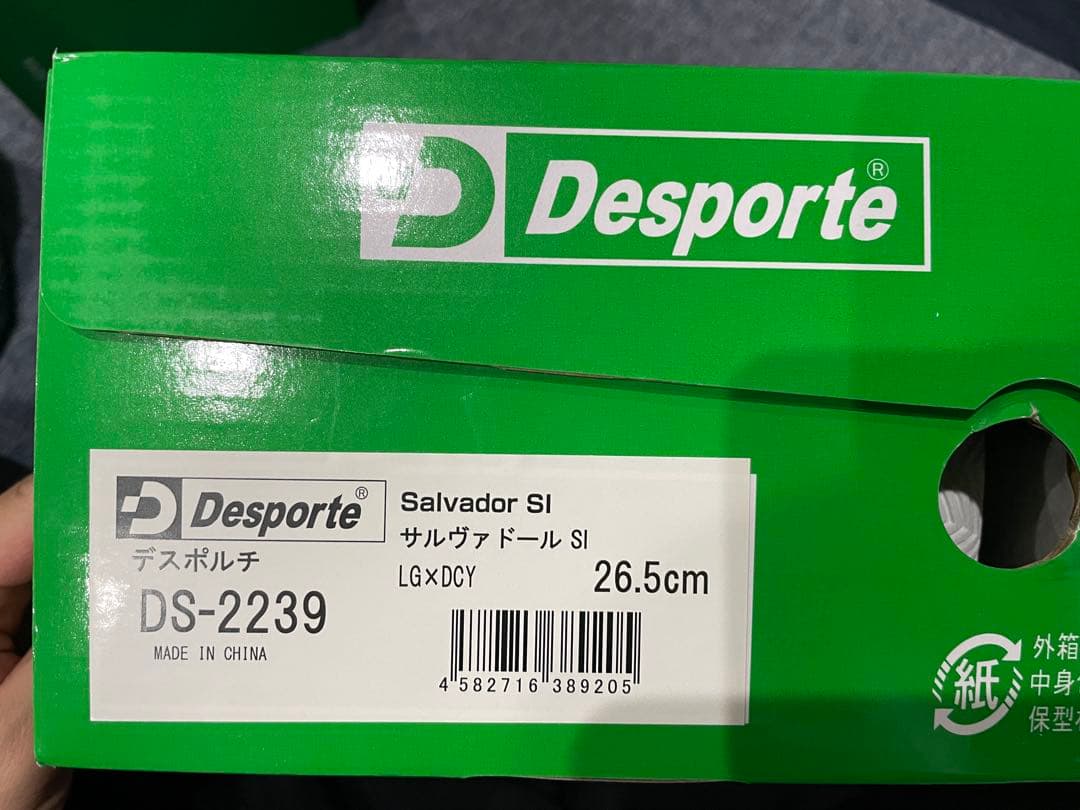 Desporte®
Desporte®
デスポルチ
Salvador SI
サルヴァドール SI
LG×DCY
26.5cm
DS-2239
MADE IN CHINA
4 582716 389205
紙
外箱
中身
保型